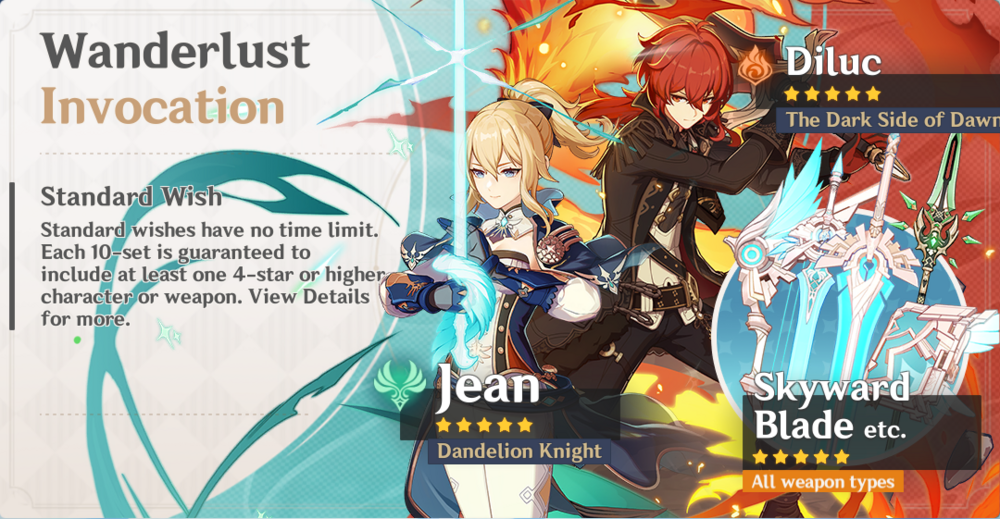 Wanderlust
Invocation
Standard Wish
Standard wishes have no time limit.
Each 10-set is guaranteed to
include at least one 4-star or higher
character or weapon. View Details
for more.
Diluc
The Dark Side of Dawn
Jean
Dandelion Knight
Skyward
Blade etc.
All weapon types